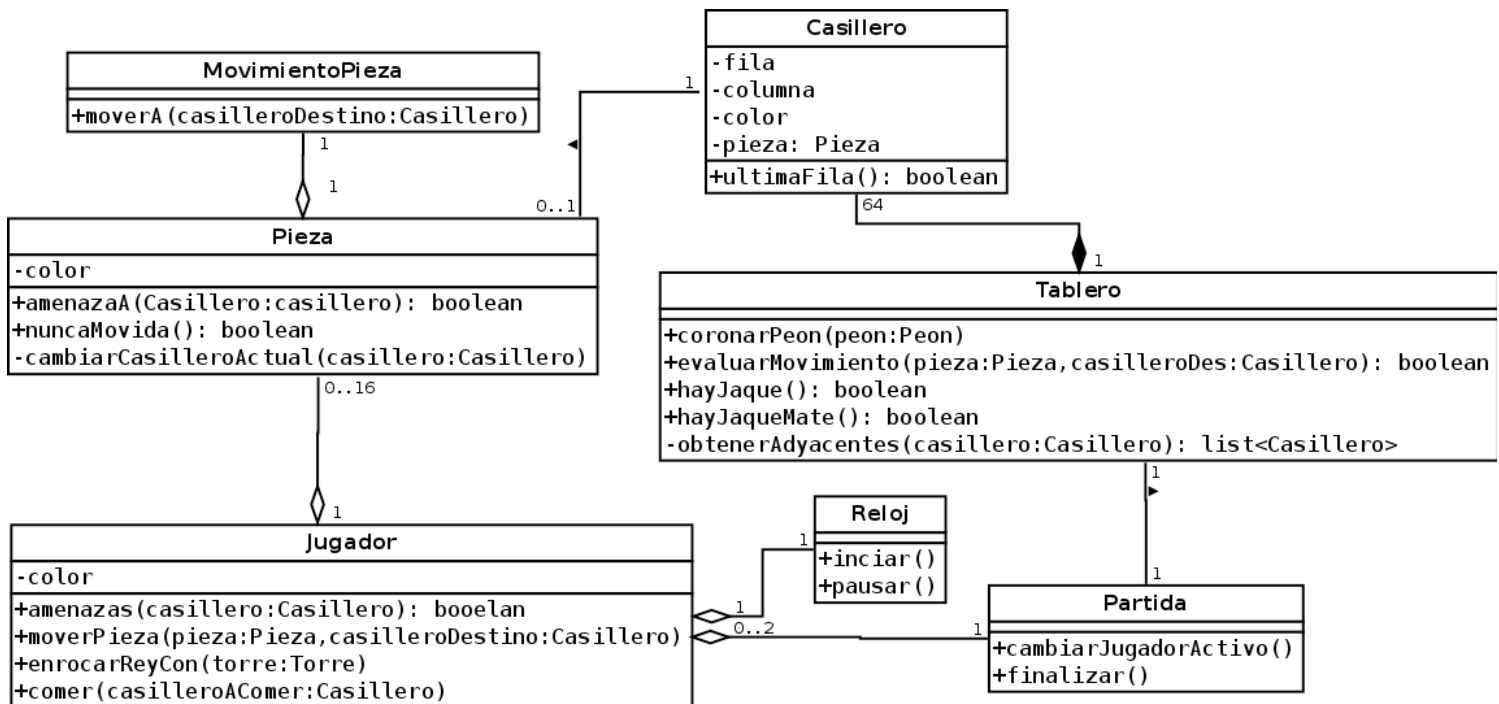 MovimientoPieza
+moverA(casilleroDestino:Casillero)
1
1
Casillero
-fila
-columna
-color
-pieza: Pieza
+ultimaFila(): boolean
1
0..1
64
1
Pieza
-color
+amenazaA(Casillero:casillero): boolean
+nuncaMovida(): boolean
-cambiarCasilleroActual(casillero:Casillero)
0..16
1
Tablero
+coronarPeon(peon:Peon)
+evaluarMovimiento(pieza:Pieza,casilleroDes:Casillero): boolean
+hayJaque(): boolean
+hayJaqueMate(): boolean
-obtenerAdyacentes(casillero:Casillero): list<Casillero>
1
1
Jugador
-color
+amenazas(casillero:Casillero): booelan
+moverPieza(pieza:Pieza,casilleroDestino:Casillero)
+enrocarReyCon(torre:Torre)
+comer(casilleroAComer:Casillero)
1
0..2
Reloj
+inciar()
+pausar()
1
1
Partida
+cambiarJugadorActivo()
+finalizar()